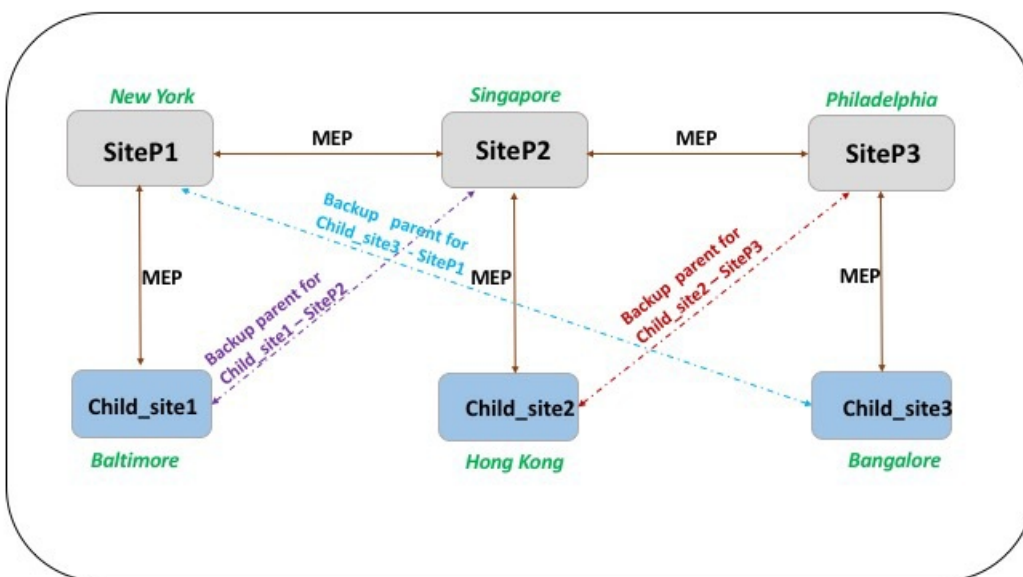 New York
Singapore
Philadelphia
SiteP1
MEP
SiteP2
MEP
SiteP3
Backup parent for
Child_site3 - SiteP1
Backup parent for
Child_site1 – SiteP2
Backup parent for
Child_site2 – SiteP3
MEP
MEP
MEP
Child_site1
Child_site2
Child_site3
Baltimore
Hong Kong
Bangalore